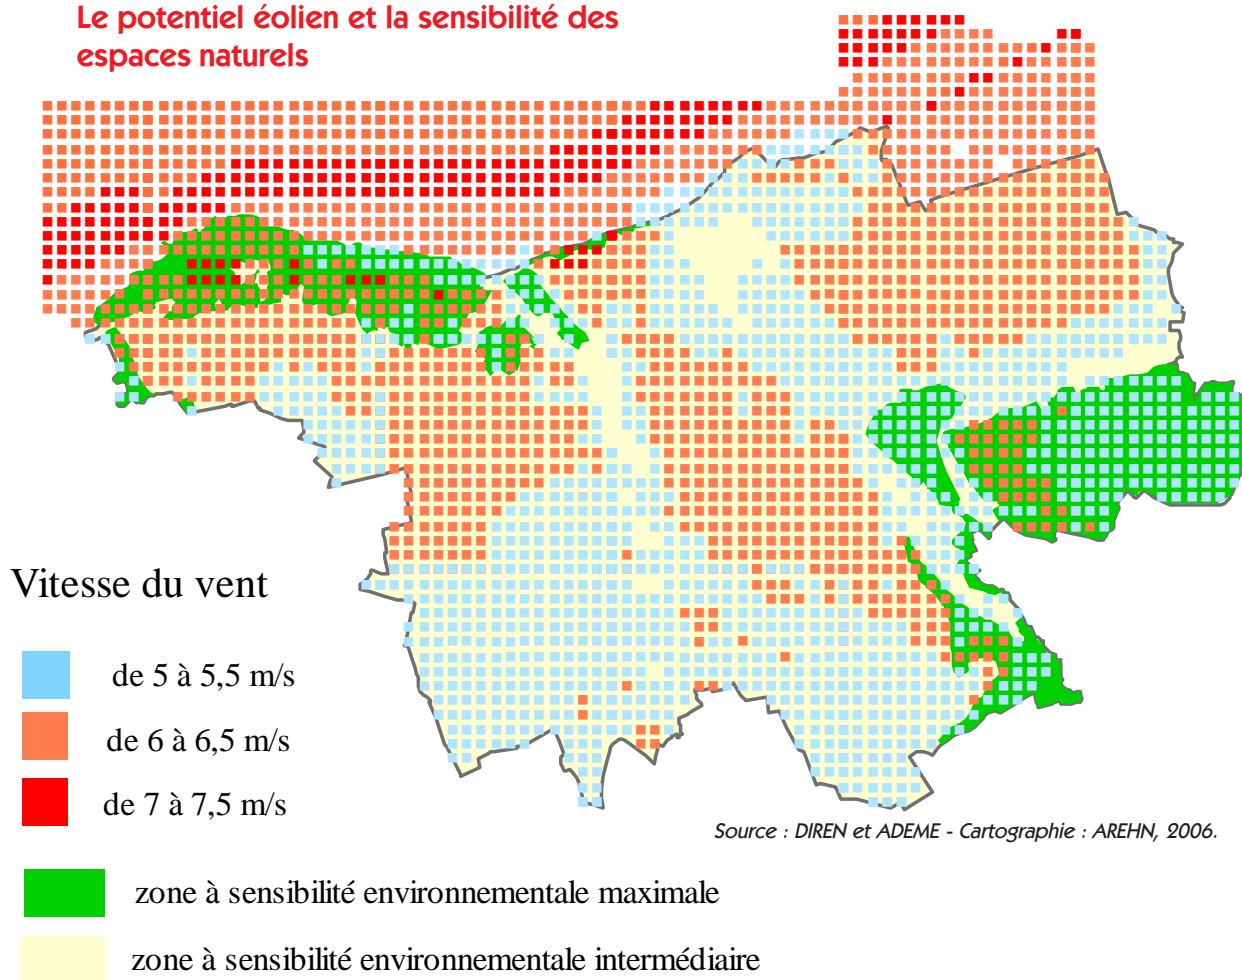 Le potentiel éolien et la sensibilité des
espaces naturels
Vitesse du vent
de 5 à 5,5 m/s
de 6 à 6,5 m/s
de 7 à 7,5 m/s
Source : DIREN et ADEME - Cartographie : AREHN, 2006.
zone à sensibilité environnementale maximale
zone à sensibilité environnementale intermédiaire